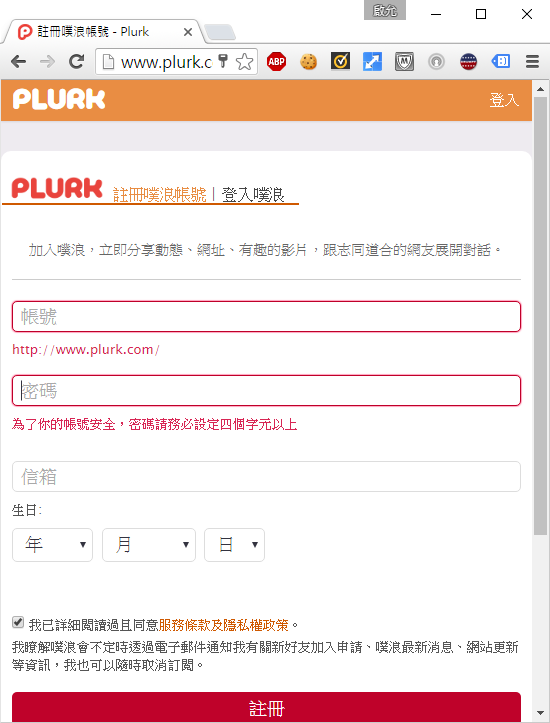 啟允
註冊噗浪帳號 - Plurk
www.plurk.c
ABP
PLURK
登入
PLURK 註冊噗浪帳號 | 登入噗浪
加入噗浪，立即分享動態、網址、有趣的影片，跟志同道合的網友展開對話。
帳號
http://www.plurk.com/
密碼
為了你的帳號安全，密碼請務必設定四個字元以上
信箱
生日:
年 月 日
我已詳細閱讀過且同意服務條款及隱私權政策。
我瞭解噗浪會不定時透過電子郵件通知我有關新好友加入申請、噗浪最新消息、網站更新
等資訊，我也可以隨時取消訂閱。
註冊